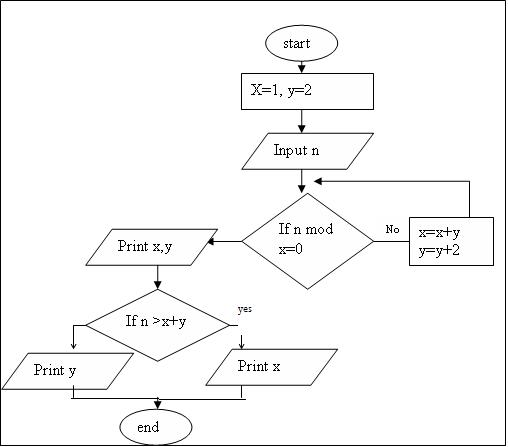 start
X=1, y=2
Input n
If n mod
x=0
No
x=x+y
y=y+2
Print x,y
If n >x+y
yes
Print y
Print x
end